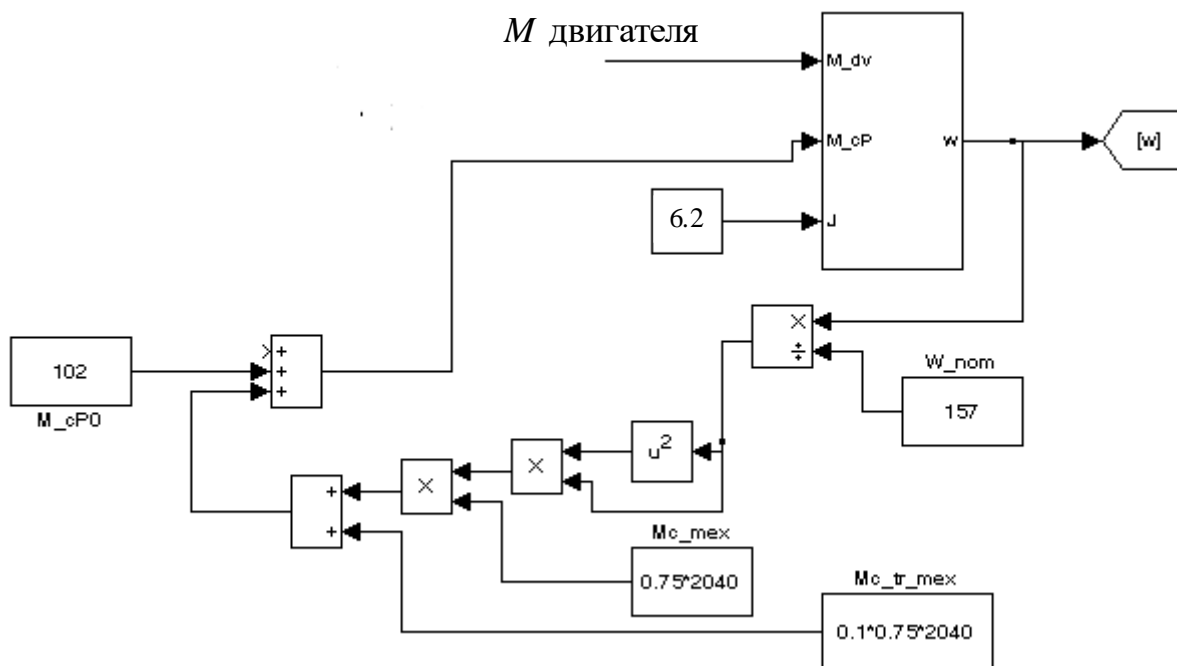 M двигателя
M_dv
M_cP
w
[w]
6.2
J
×
÷
W_nom
157
+
+
+
102
M_cP0
u²
×
×
+
+
Mc_mex
0.75*2040
Mc_tr_mex
0.1*0.75*2040